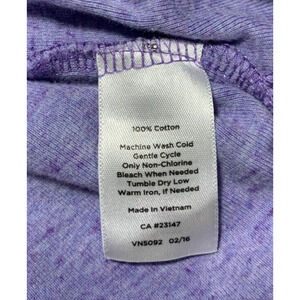 100% Cotton
Machine Wash Cold
Gentle Cycle
Only Non-Chlorine
Bleach When Needed
Tumble Dry Low
Warm Iron, if Needed
Made In Vietnam
CA #23147
VN5092 02/16